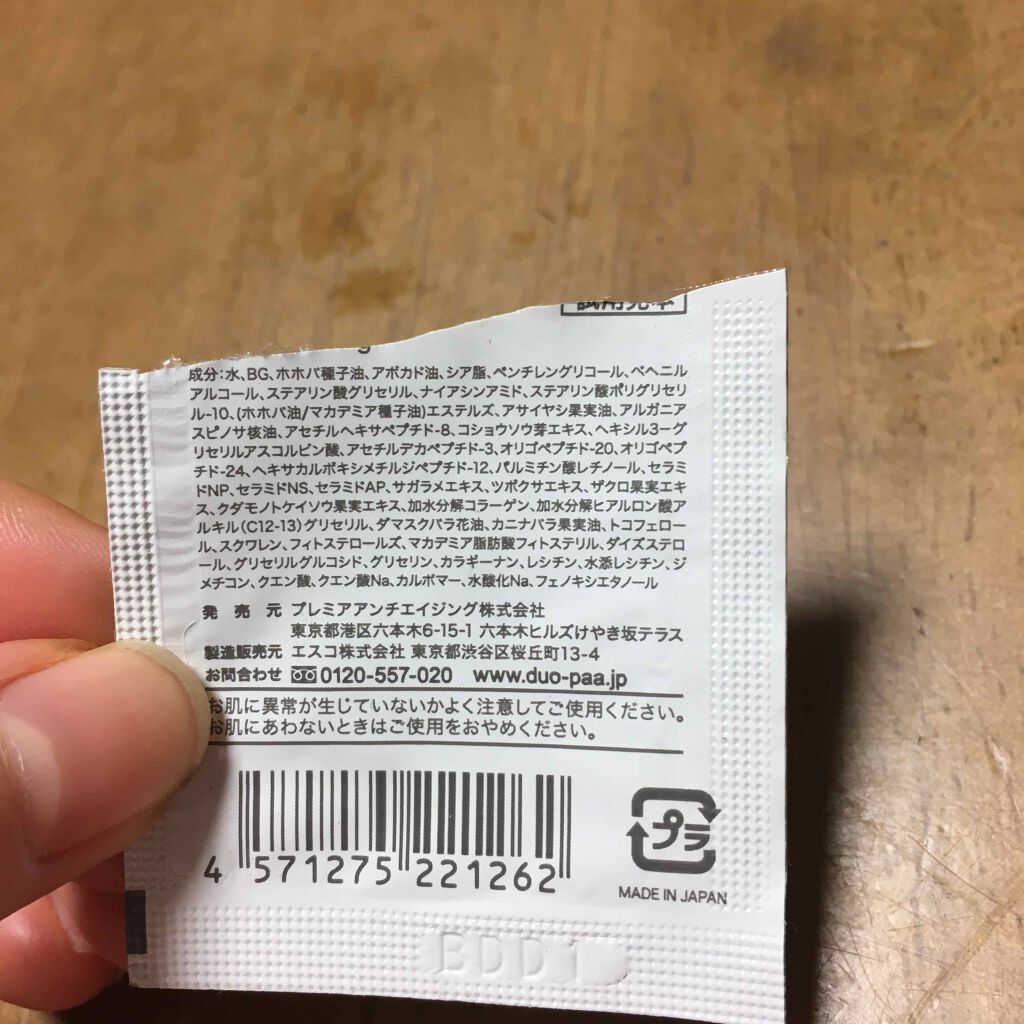 試用見本
成分:水、BG、ホホバ種子油、アボカド油、シア脂、ペンチレングリコール、ベヘニル
アルコール、ステアリン酸グリセリル、ナイアシンアミド、ステアリン酸ポリグリセリ
ル-10、(ホホバ油/マカデミア種子油)エステルズ、アサイヤシ果実油、アルガニア
スピノサ核油、アセチルヘキサペプチド-8、コショウソウ芽エキス、ヘキシル3-グ
リセリルアスコルビン酸、アセチルデカペプチド-3、オリゴペプチド-20、オリゴペプ
チド-24、ヘキサカルボキシメチルジペプチド-12、パルミチン酸レチノール、セラミ
ドNP、セラミドNS、セラミドAP、サガラメエキス、ツボクサエキス、ザクロ果実エキ
ス、クダモノトケイソウ果実エキス、加水分解コラーゲン、加水分解ヒアルロン酸ア
ルキル(C12-13)グリセリル、ダマスクバラ花油、カニナバラ果実油、トコフェロー
ル、スクワレン、フィトステロールズ、マカデミア脂肪酸フィトステリル、ダイズステロ
ール、グリセリルグルコシド、グリセリン、カラギーナン、レシチン、水添レシチン、ジ
メチコン、クエン酸、クエン酸Na、カルボマー、水酸化Na、フェノキシエタノール
発売元 プレミアアンチエイジング株式会社
東京都港区六本木6-15-1 六本木ヒルズけやき坂テラス
製造販売元 エスコ株式会社 東京都渋谷区桜丘町13-4
お問合わせ 0120-557-020 www.duo-paa.jp
お肌に異常が生じていないかよく注意してご使用ください。
お肌にあわないときはご使用をおやめください。
4 571275 221262
プラ
MADE IN JAPAN
BDD1